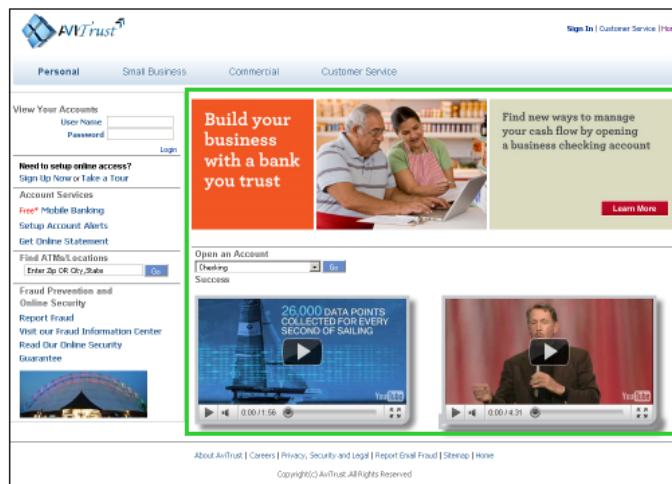 AviTrust
Sign In | Customer Service |
Personal Small Business Commercial Customer Service
View Your Accounts
User Name
Password
Login
Need to setup online access?
Sign Up Now or Take a Tour
Account Services
Free* Mobile Banking
Setup Account Alerts
Get Online Statement
Find ATMs/Locations
Enter Zip OR City,State Go
Fraud Prevention and
Online Security
Report Fraud
Visit our Fraud Information Center
Read Our Online Security
Guarantee
Build your
business
with a bank
you trust
Find new ways to manage
your cash flow by opening
a business checking account
Learn More
Open an Account
Checking Go
Success
26,000 DATA POINTS
COLLECTED FOR EVERY
SECOND OF SAILING
YouTube
0:00 / 1:56
YouTube
0:00 / 4:31
About AviTrust | Careers | Privacy, Security and Legal | Report Email Fraud | Sitemap | Home
Copyright(c) AviTrust .All Rights Reserved